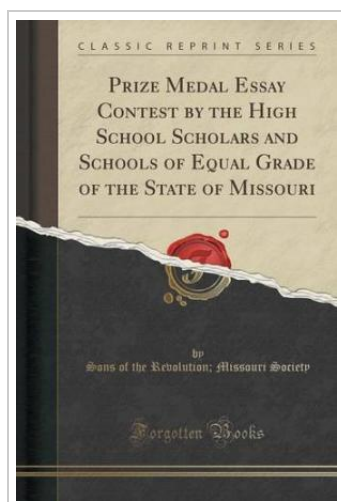 CLASSIC REPRINT SERIES
PRIZE MEDAL ESSAY
CONTEST BY THE HIGH
SCHOOL SCHOLARS AND
SCHOOLS OF EQUAL GRADE
OF THE STATE OF MISSOURI
by
Sons of the Revolution; Missouri Society
Forgotten Books